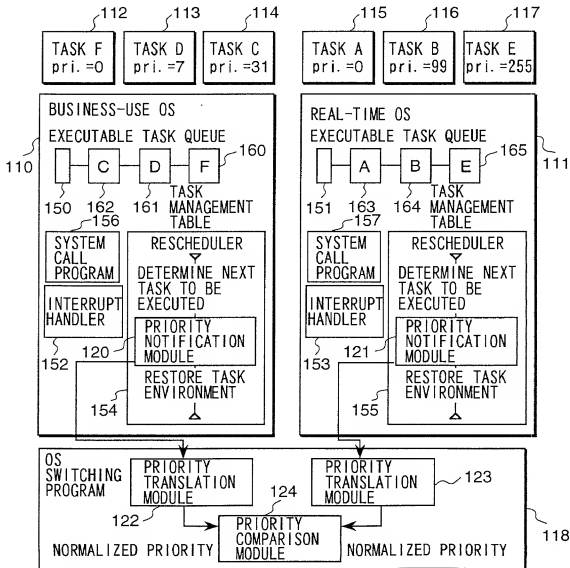 112
113
114
115
116
117
TASK F
pri.=0
TASK D
pri.=7
TASK C
pri.=31
TASK A
pri.=0
TASK B
pri.=99
TASK E
pri.=255
BUSINESS-USE OS
EXECUTABLE TASK QUEUE
110
C
D
F
160
150
162
161
TASK
MANAGEMENT
TABLE
156
SYSTEM
CALL
PROGRAM
INTERRUPT
HANDLER
152
RESCHEDULER
DETERMINE NEXT
TASK TO BE
EXECUTED
PRIORITY
NOTIFICATION
MODULE
120
RESTORE TASK
ENVIRONMENT
154
REAL-TIME OS
EXECUTABLE TASK QUEUE
111
A
B
E
165
151
163
164
TASK
MANAGEMENT
TABLE
157
SYSTEM
CALL
PROGRAM
INTERRUPT
HANDLER
153
RESCHEDULER
DETERMINE NEXT
TASK TO BE
EXECUTED
PRIORITY
NOTIFICATION
MODULE
121
RESTORE TASK
ENVIRONMENT
155
OS
SWITCHING
PROGRAM
PRIORITY
TRANSLATION
MODULE
122
PRIORITY
TRANSLATION
MODULE
123
124
PRIORITY
COMPARISON
MODULE
118
NORMALIZED PRIORITY
NORMALIZED PRIORITY